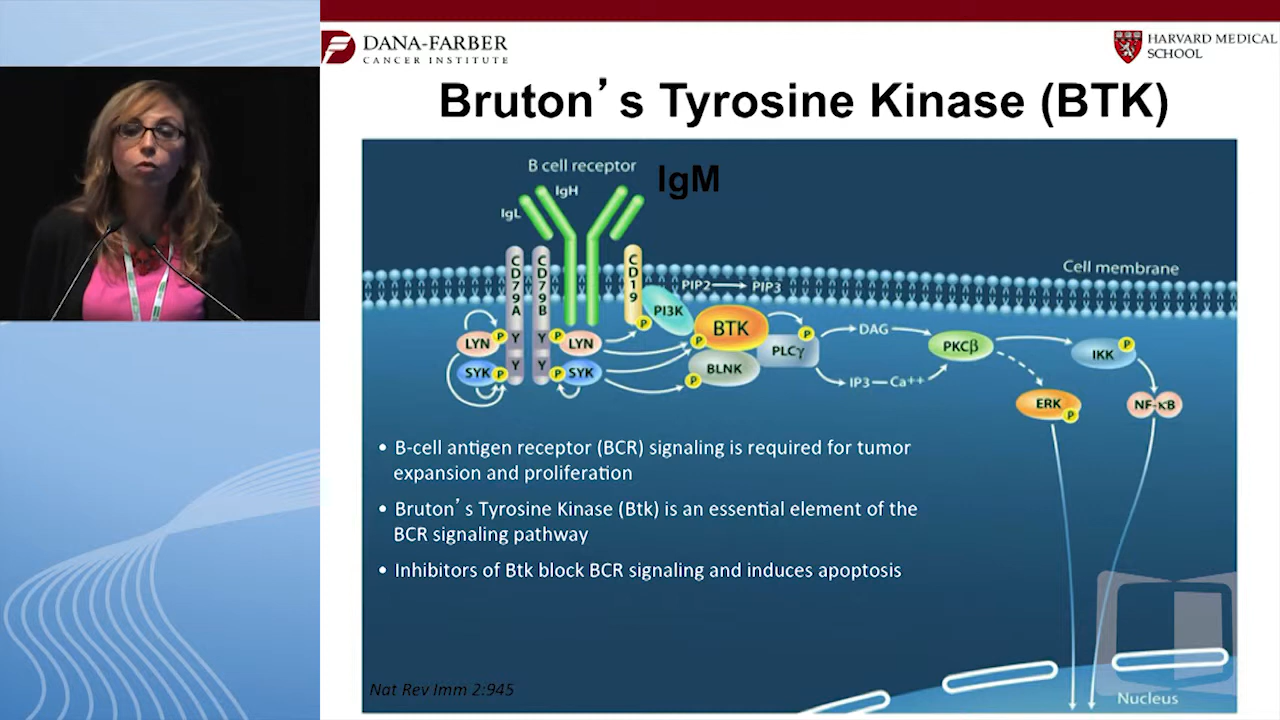 DANA-FARBER
CANCER INSTITUTE
HARVARD MEDICAL
SCHOOL
Bruton’s Tyrosine Kinase (BTK)
B cell receptor
IgM
IgH
IgL
CD79A
CD79B
CD19
Cell membrane
PIP2
PIP3
PI3K
P
BTK
P
LYN
P
Y
Y
P
LYN
P
PLCγ
DAG
PKCβ
P
IKK
SYK
P
Y
Y
P
SYK
P
BLNK
IP3
Ca++
ERK
P
NF-κB
• B-cell antigen receptor (BCR) signaling is required for tumor
expansion and proliferation
• Bruton’s Tyrosine Kinase (Btk) is an essential element of the
BCR signaling pathway
• Inhibitors of Btk block BCR signaling and induces apoptosis
Nat Rev Imm 2:945
Nucleus